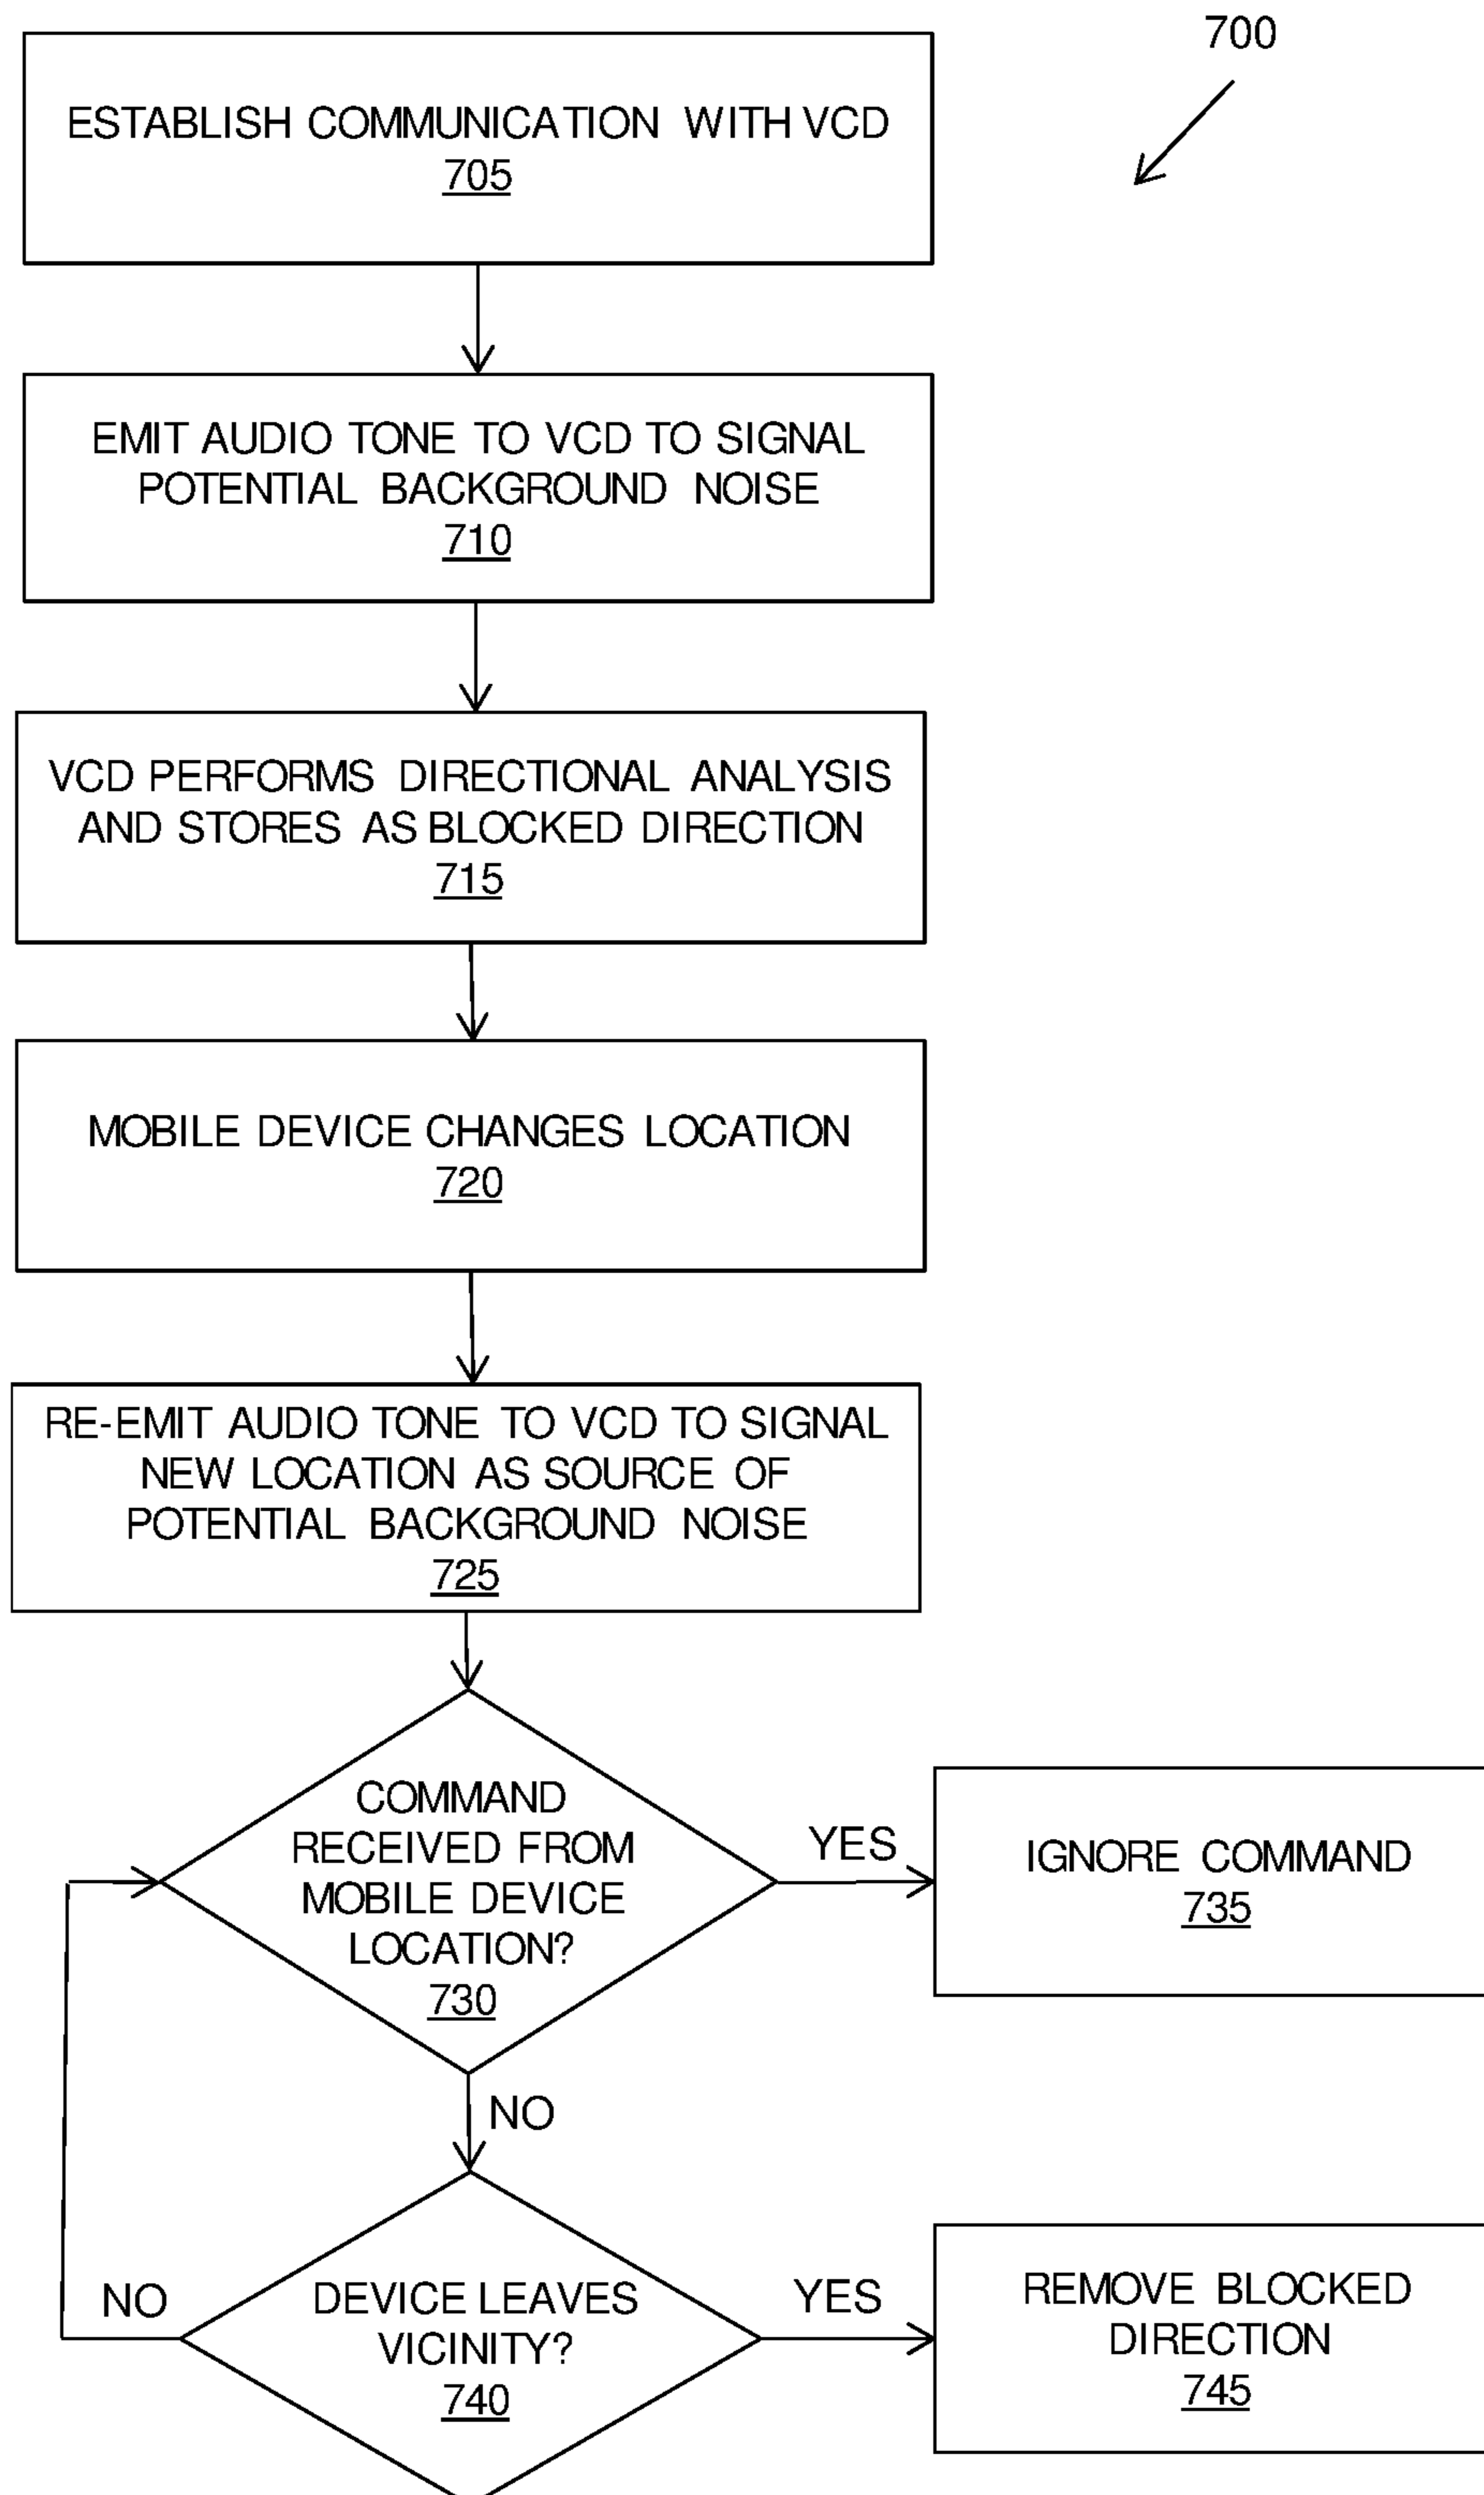 700
ESTABLISH COMMUNICATION WITH VCD
705
EMIT AUDIO TONE TO VCD TO SIGNAL
POTENTIAL BACKGROUND NOISE
710
VCD PERFORMS DIRECTIONAL ANALYSIS
AND STORES AS BLOCKED DIRECTION
715
MOBILE DEVICE CHANGES LOCATION
720
RE-EMIT AUDIO TONE TO VCD TO SIGNAL
NEW LOCATION AS SOURCE OF
POTENTIAL BACKGROUND NOISE
725
COMMAND
RECEIVED FROM
MOBILE DEVICE
LOCATION?
730
YES
IGNORE COMMAND
735
NO
DEVICE LEAVES
VICINITY?
740
NO
YES
REMOVE BLOCKED
DIRECTION
745